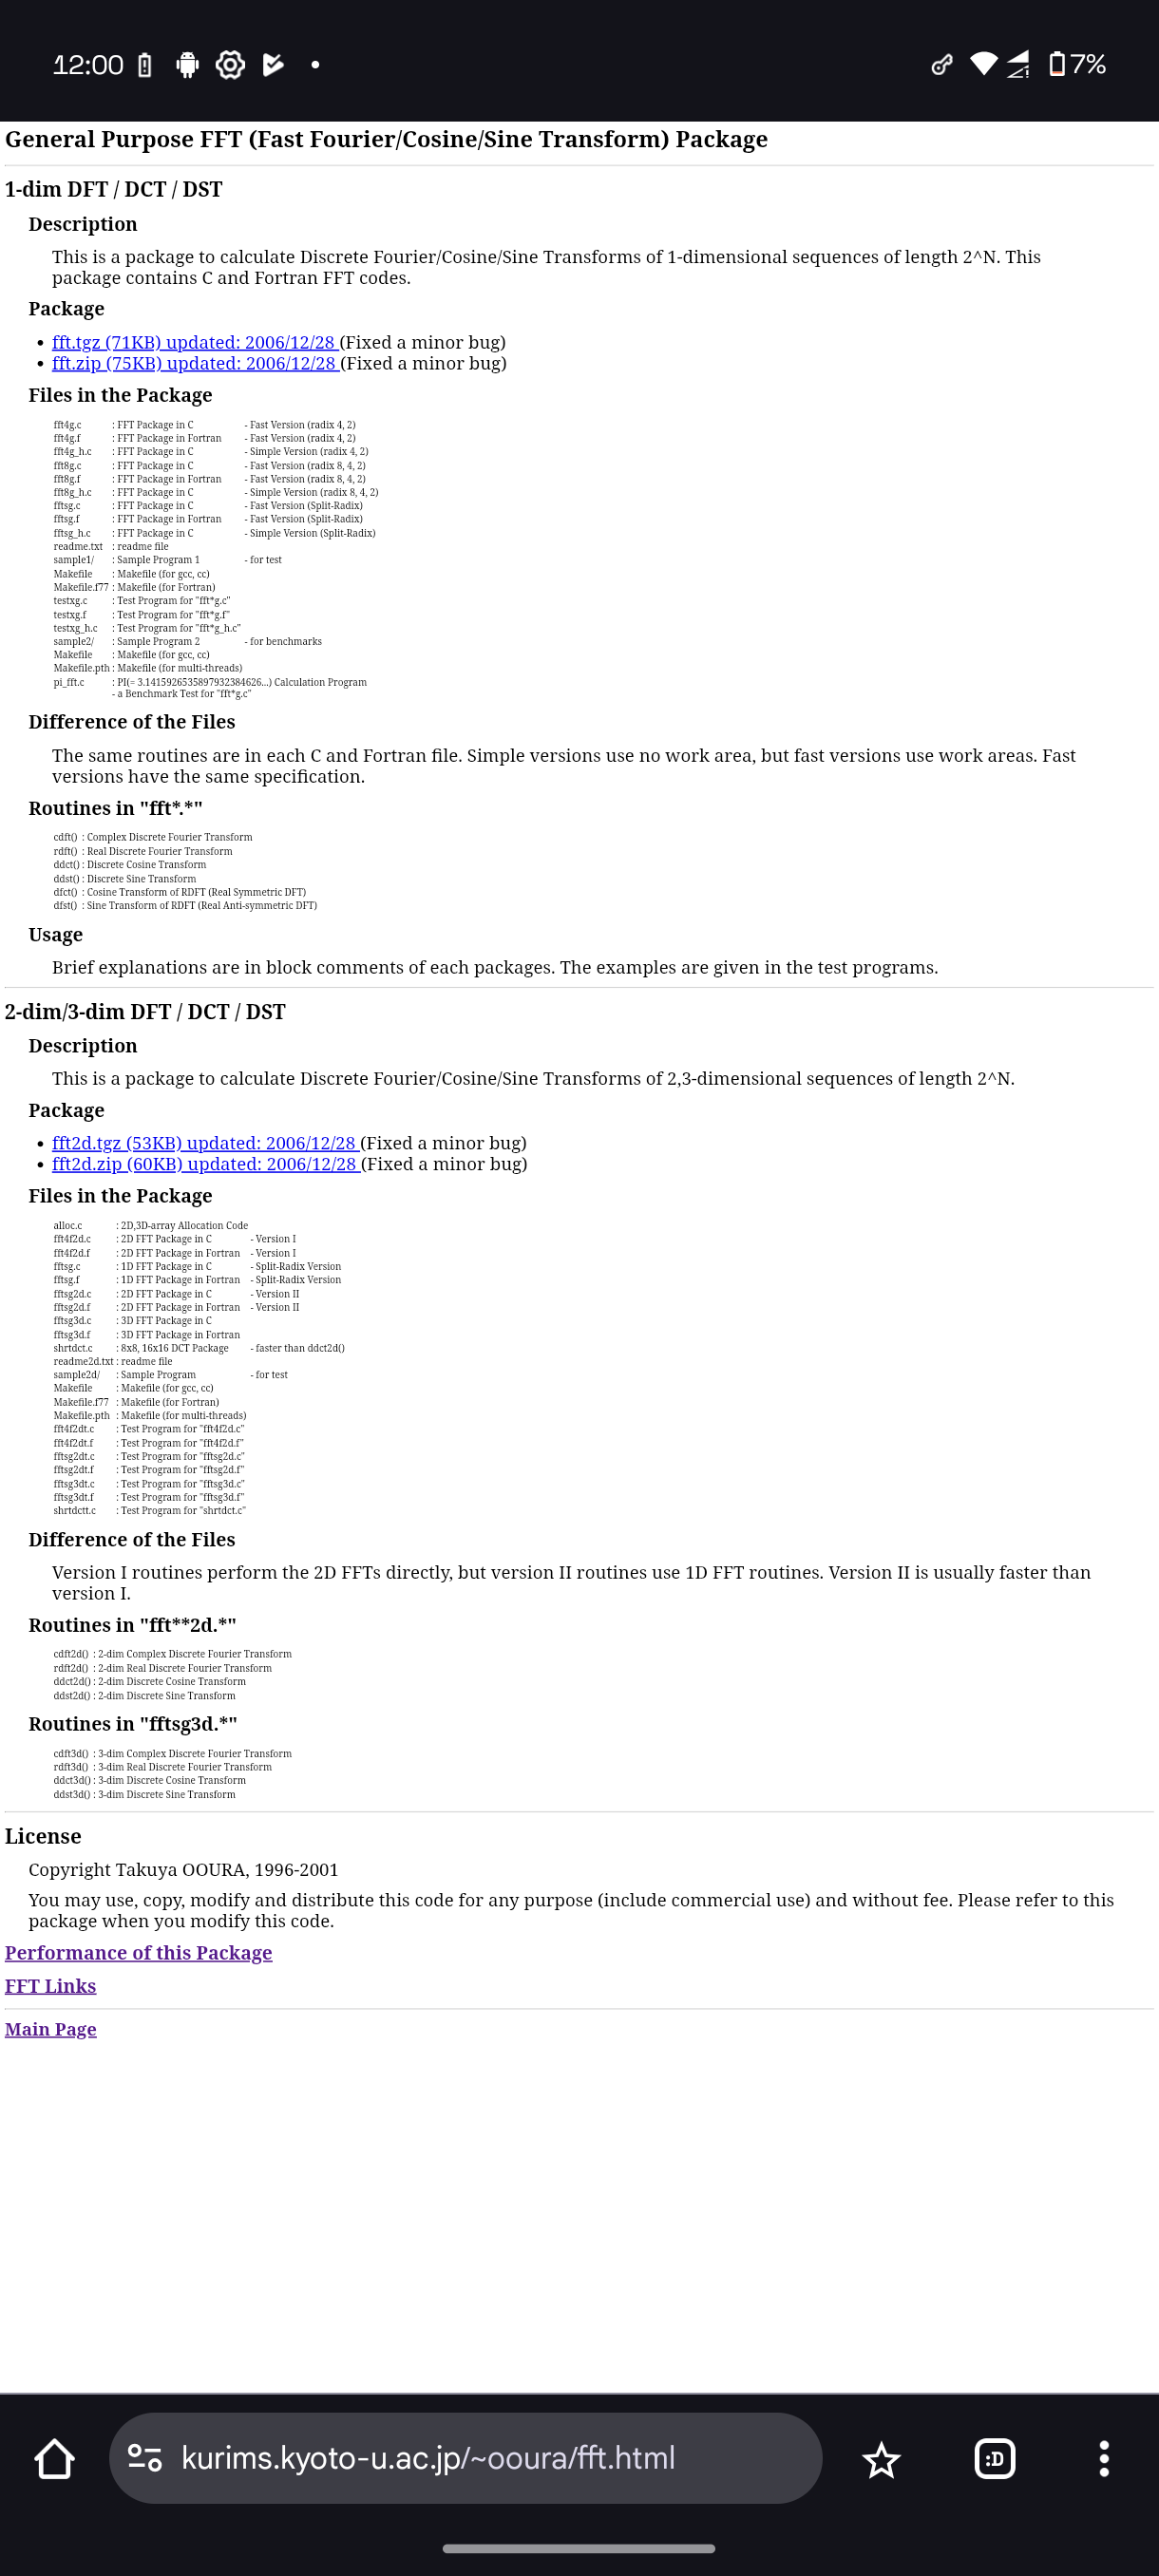 12:00
7%
General Purpose FFT (Fast Fourier/Cosine/Sine Transform) Package
1-dim DFT / DCT / DST
Description
This is a package to calculate Discrete Fourier/Cosine/Sine Transforms of 1-dimensional sequences of length 2^N. This
package contains C and Fortran FFT codes.
Package
• fft.tgz (71KB) updated: 2006/12/28 (Fixed a minor bug)
• fft.zip (75KB) updated: 2006/12/28 (Fixed a minor bug)
Files in the Package
fft4g.c : FFT Package in C - Fast Version (radix 4, 2)
fft4g.f : FFT Package in Fortran - Fast Version (radix 4, 2)
fft4g_h.c : FFT Package in C - Simple Version (radix 4, 2)
fft8g.c : FFT Package in C - Fast Version (radix 8, 4, 2)
fft8g.f : FFT Package in Fortran - Fast Version (radix 8, 4, 2)
fft8g_h.c : FFT Package in C - Simple Version (radix 8, 4, 2)
fftsg.c : FFT Package in C - Fast Version (Split-Radix)
fftsg.f : FFT Package in Fortran - Fast Version (Split-Radix)
fftsg_h.c : FFT Package in C - Simple Version (Split-Radix)
readme.txt : readme file
sample1/ : Sample Program 1 - for test
Makefile : Makefile (for gcc, cc)
Makefile.f77 : Makefile (for Fortran)
testxg.c : Test Program for "fft*g.c"
testxg.f : Test Program for "fft*g.f"
testxg_h.c : Test Program for "fft*g_h.c"
sample2/ : Sample Program 2 - for benchmarks
Makefile : Makefile (for gcc, cc)
Makefile.pth : Makefile (for multi-threads)
pi_fft.c : PI(= 3.1415926535897932384626...) Calculation Program
- a Benchmark Test for "fft*g.c"
Difference of the Files
The same routines are in each C and Fortran file. Simple versions use no work area, but fast versions use work areas. Fast
versions have the same specification.
Routines in "fft*.*"
cdft() : Complex Discrete Fourier Transform
rdft() : Real Discrete Fourier Transform
ddct() : Discrete Cosine Transform
ddst() : Discrete Sine Transform
dfct() : Cosine Transform of RDFT (Real Symmetric DFT)
dfst() : Sine Transform of RDFT (Real Anti-symmetric DFT)
Usage
Brief explanations are in block comments of each packages. The examples are given in the test programs.
2-dim/3-dim DFT / DCT / DST
Description
This is a package to calculate Discrete Fourier/Cosine/Sine Transforms of 2,3-dimensional sequences of length 2^N.
Package
• fft2d.tgz (53KB) updated: 2006/12/28 (Fixed a minor bug)
• fft2d.zip (60KB) updated: 2006/12/28 (Fixed a minor bug)
Files in the Package
alloc.c : 2D,3D-array Allocation Code
fft4f2d.c : 2D FFT Package in C - Version I
fft4f2d.f : 2D FFT Package in Fortran - Version I
fftsg.c : 1D FFT Package in C - Split-Radix Version
fftsg.f : 1D FFT Package in Fortran - Split-Radix Version
fftsg2d.c : 2D FFT Package in C - Version II
fftsg2d.f : 2D FFT Package in Fortran - Version II
fftsg3d.c : 3D FFT Package in C
fftsg3d.f : 3D FFT Package in Fortran
shrtdct.c : 8x8, 16x16 DCT Package - faster than ddct2d()
readme2d.txt : readme file
sample2d/ : Sample Program - for test
Makefile : Makefile (for gcc, cc)
Makefile.f77 : Makefile (for Fortran)
Makefile.pth : Makefile (for multi-threads)
fft4f2dt.c : Test Program for "fft4f2d.c"
fft4f2dt.f : Test Program for "fft4f2d.f"
fftsg2dt.c : Test Program for "fftsg2d.c"
fftsg2dt.f : Test Program for "fftsg2d.f"
fftsg3dt.c : Test Program for "fftsg3d.c"
fftsg3dt.f : Test Program for "fftsg3d.f"
shrtdctt.c : Test Program for "shrtdct.c"
Difference of the Files
Version I routines perform the 2D FFTs directly, but version II routines use 1D FFT routines. Version II is usually faster than
version I.
Routines in "fft**2d.*"
cdft2d() : 2-dim Complex Discrete Fourier Transform
rdft2d() : 2-dim Real Discrete Fourier Transform
ddct2d() : 2-dim Discrete Cosine Transform
ddst2d() : 2-dim Discrete Sine Transform
Routines in "fftsg3d.*"
cdft3d() : 3-dim Complex Discrete Fourier Transform
rdft3d() : 3-dim Real Discrete Fourier Transform
ddct3d() : 3-dim Discrete Cosine Transform
ddst3d() : 3-dim Discrete Sine Transform
License
Copyright Takuya OOURA, 1996-2001
You may use, copy, modify and distribute this code for any purpose (include commercial use) and without fee. Please refer to this
package when you modify this code.
Performance of this Package
FFT Links
Main Page
kurims.kyoto-u.ac.jp/~ooura/fft.html
:D